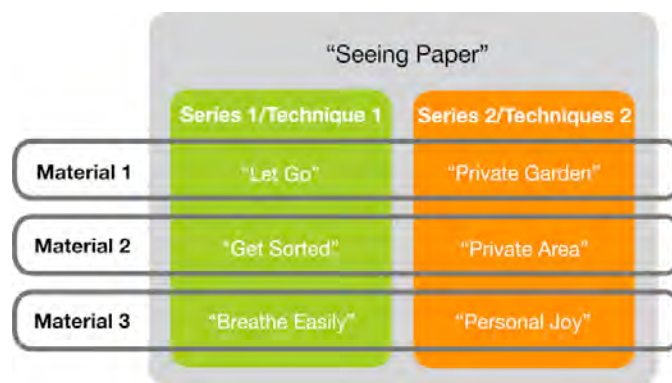 “Seeing Paper”
Series 1/Technique 1
Series 2/Techniques 2
Material 1
“Let Go”
“Private Garden”
Material 2
“Get Sorted”
“Private Area”
Material 3
“Breathe Easily”
“Personal Joy”